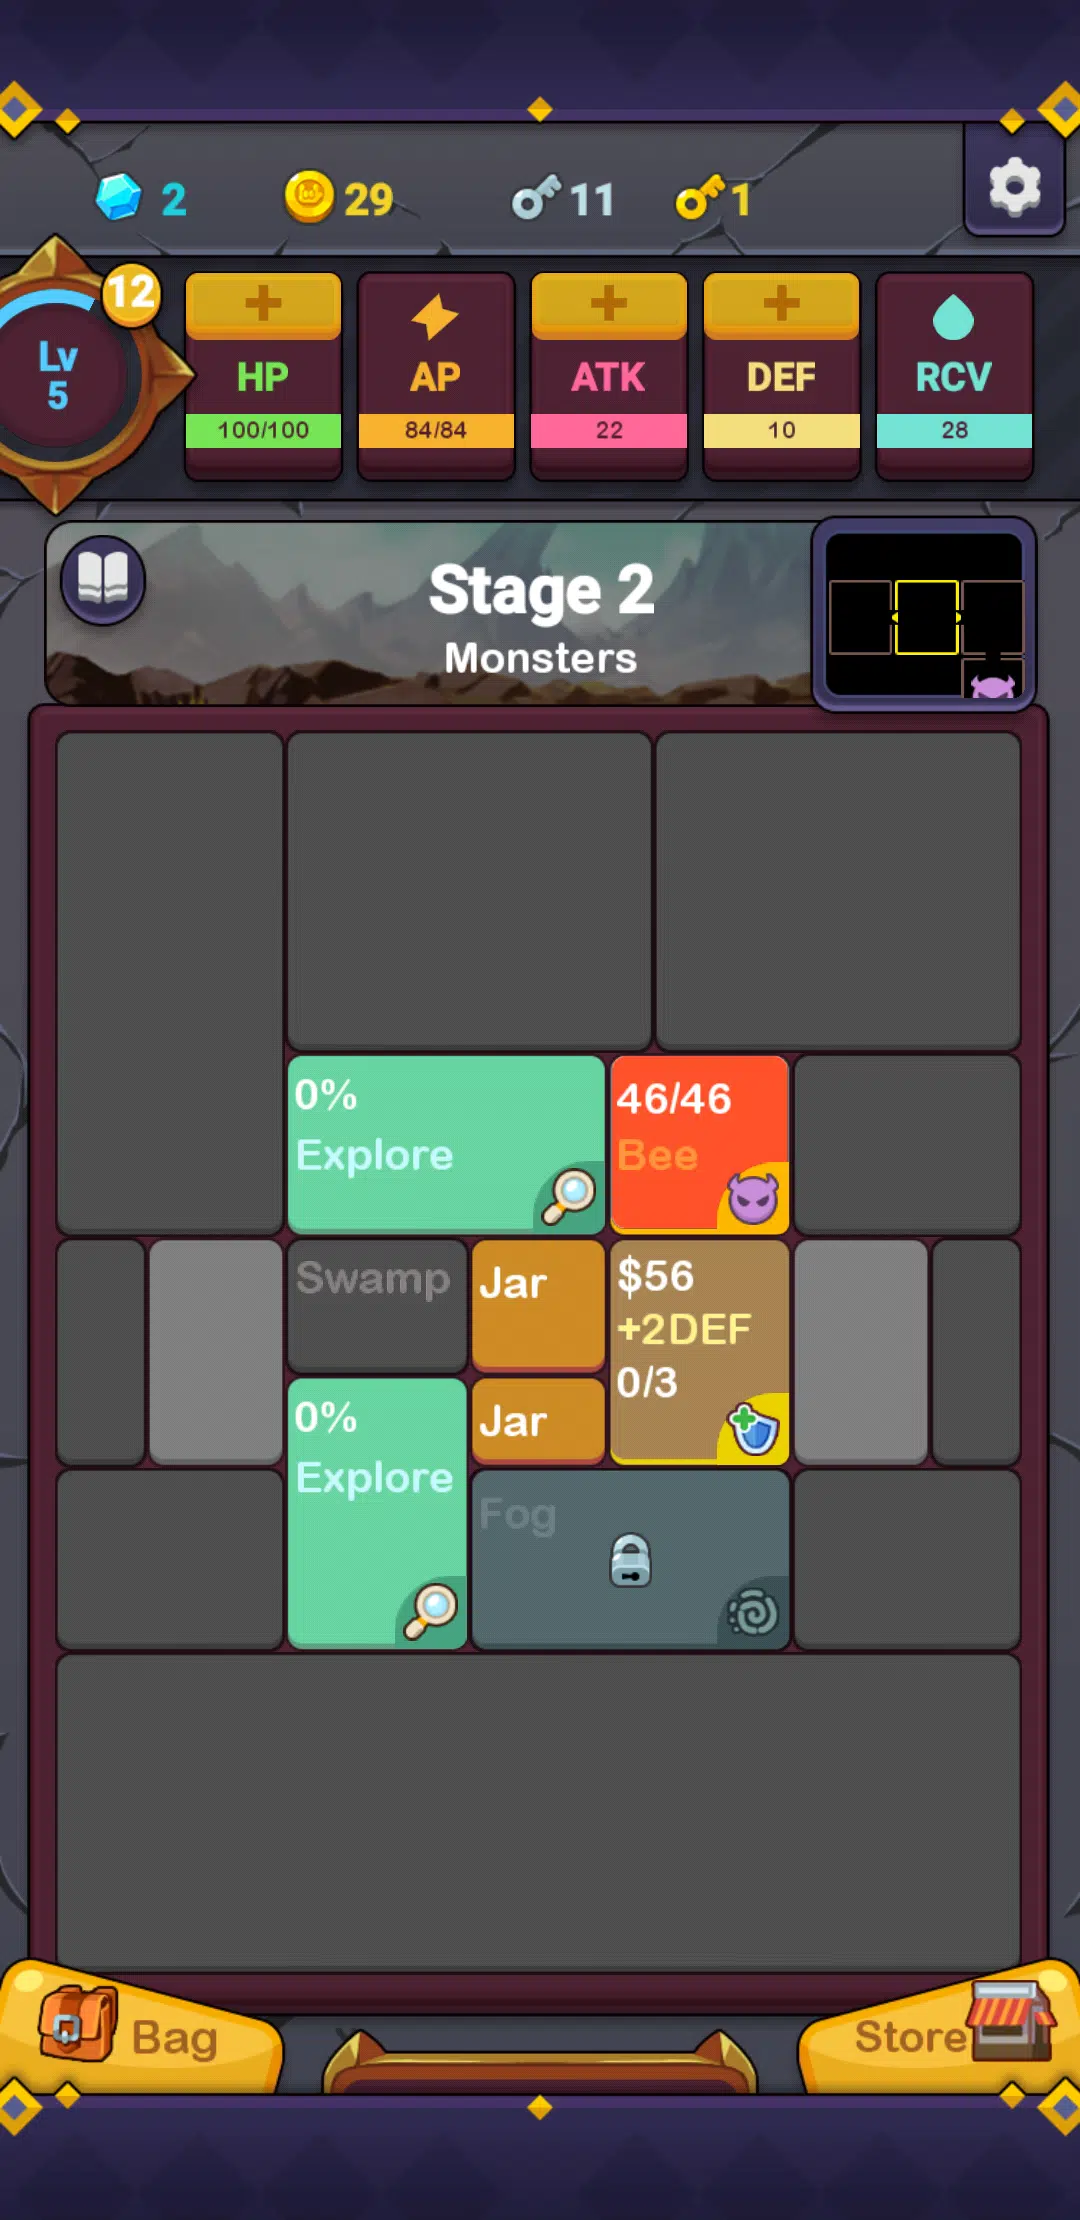 2
29
11
1
12
Lv
5
HP
100/100
AP
84/84
ATK
22
DEF
10
RCV
28
Stage 2
Monsters
0%
Explore
46/46
Bee
Swamp
Jar
$56
+2DEF
0/3
0%
Explore
Jar
Fog
Bag
Store